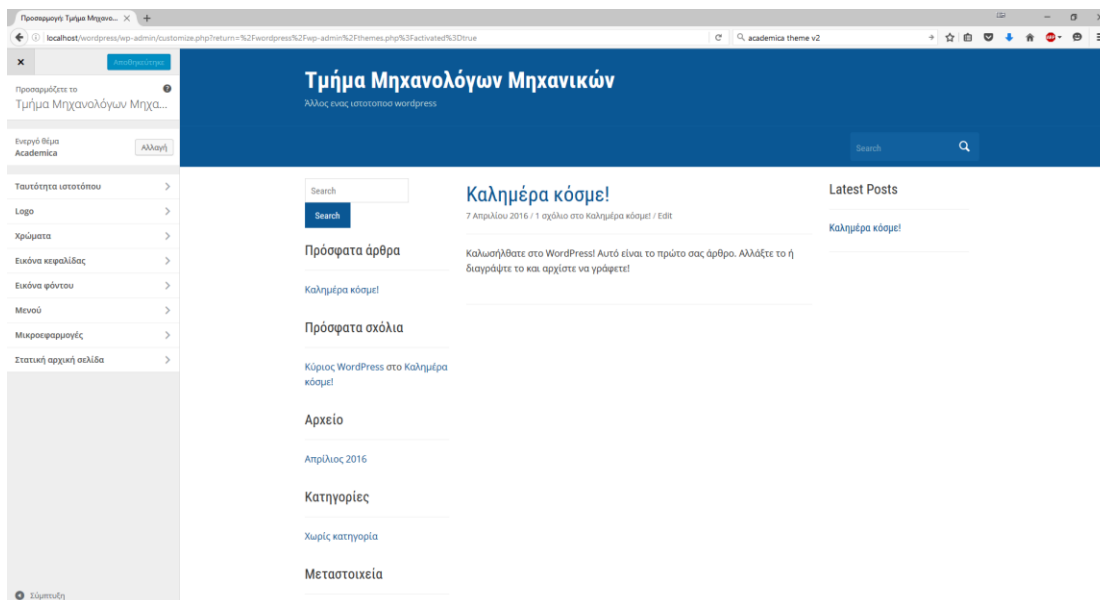 Προσαρμογή: Τμήμα Μηχανο...
localhost/wordpress/wp-admin/customize.php?return=%2Fwordpress%2Fwp-admin%2Fthemes.php%3Factivated%3Dtrue
academica theme v2
Αποθηκεύτηκε
Προσαρμόζετε το
Τμήμα Μηχανολόγων Μηχα...
Ενεργό θέμα
Academica
Αλλαγή
Ταυτότητα ιστοτόπου
Logo
Χρώματα
Εικόνα κεφαλίδας
Εικόνα φόντου
Μενού
Μικροεφαρμογές
Στατική αρχική σελίδα
Σύμπτυξη
Τμήμα Μηχανολόγων Μηχανικών
Άλλος ενας ιστοτοποσ wordpress
Search
Search
Search
Πρόσφατα άρθρα
Καλημέρα κόσμε!
Πρόσφατα σχόλια
Κύριος WordPress στο Καλημέρα
κόσμε!
Αρχείο
Απρίλιος 2016
Κατηγορίες
Χωρίς κατηγορία
Μεταστοιχεία
Καλημέρα κόσμε!
7 Απριλίου 2016 / 1 σχόλιο στο Καλημέρα κόσμε! / Edit
Καλωσήλθατε στο WordPress! Αυτό είναι το πρώτο σας άρθρο. Αλλάξτε το ή
διαγράψτε το και αρχίστε να γράφετε!
Latest Posts
Καλημέρα κόσμε!